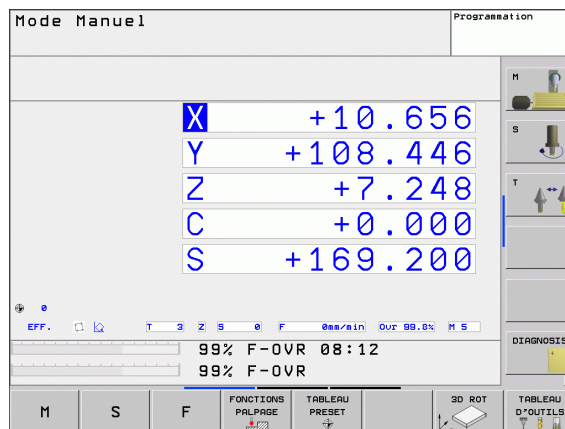 Mode Manuel
Programmation
M
X +10.656
S
Y +108.446
T
Z +7.248
C +0.000
S +169.200
0
EFF. T 3 Z S 0 F 0mm/min Ovr 99.8% M 5
99% F-OVR 08:12
DIAGNOSIS
99% F-OVR
M
S
F
FONCTIONS
PALPAGE
TABLEAU
PRESET
3D ROT
TABLEAU
D'OUTILS